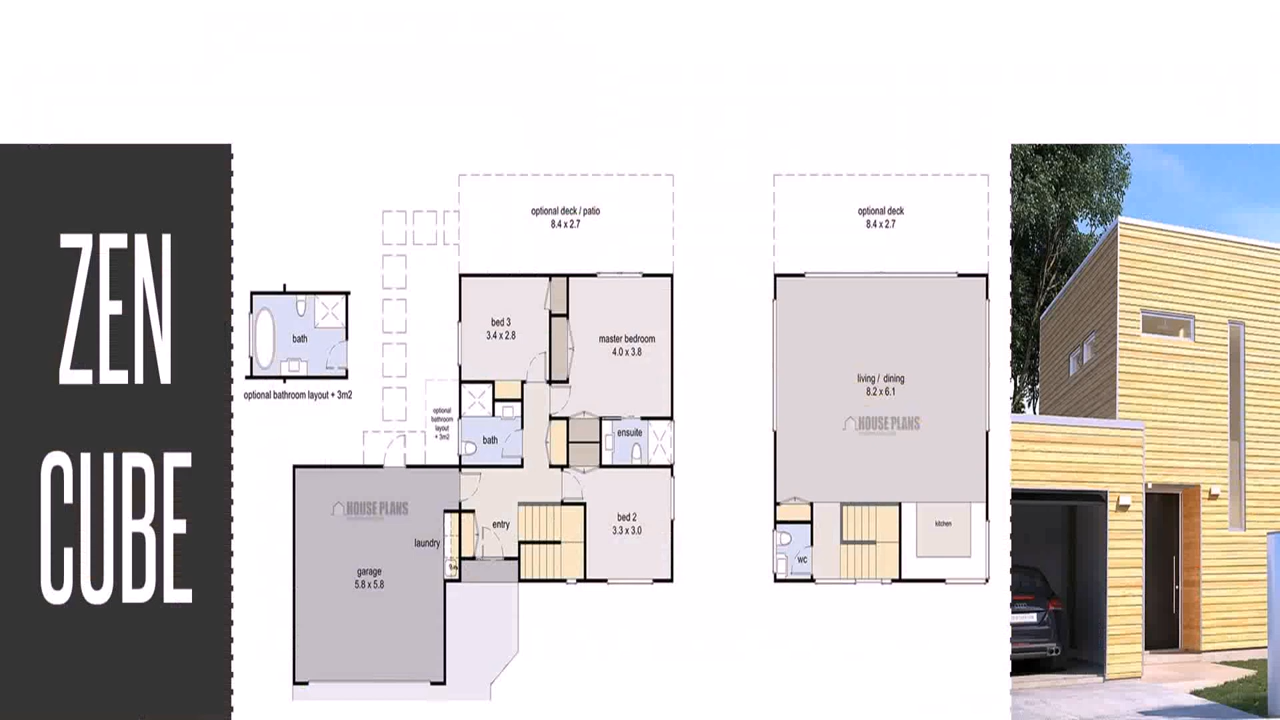 ZEN
CUBE
bath
optional bathroom layout + 3m2
optional deck / patio
8.4 x 2.7
bed 3
3.4 x 2.8
master bedroom
4.0 x 3.8
optional
bathroom
layout
+ 3m2
bath
ensuite
HOUSE PLANS
entry
bed 2
3.3 x 3.0
laundry
garage
5.8 x 5.8
optional deck
8.4 x 2.7
living / dining
8.2 x 6.1
HOUSE PLANS
kitchen
wc